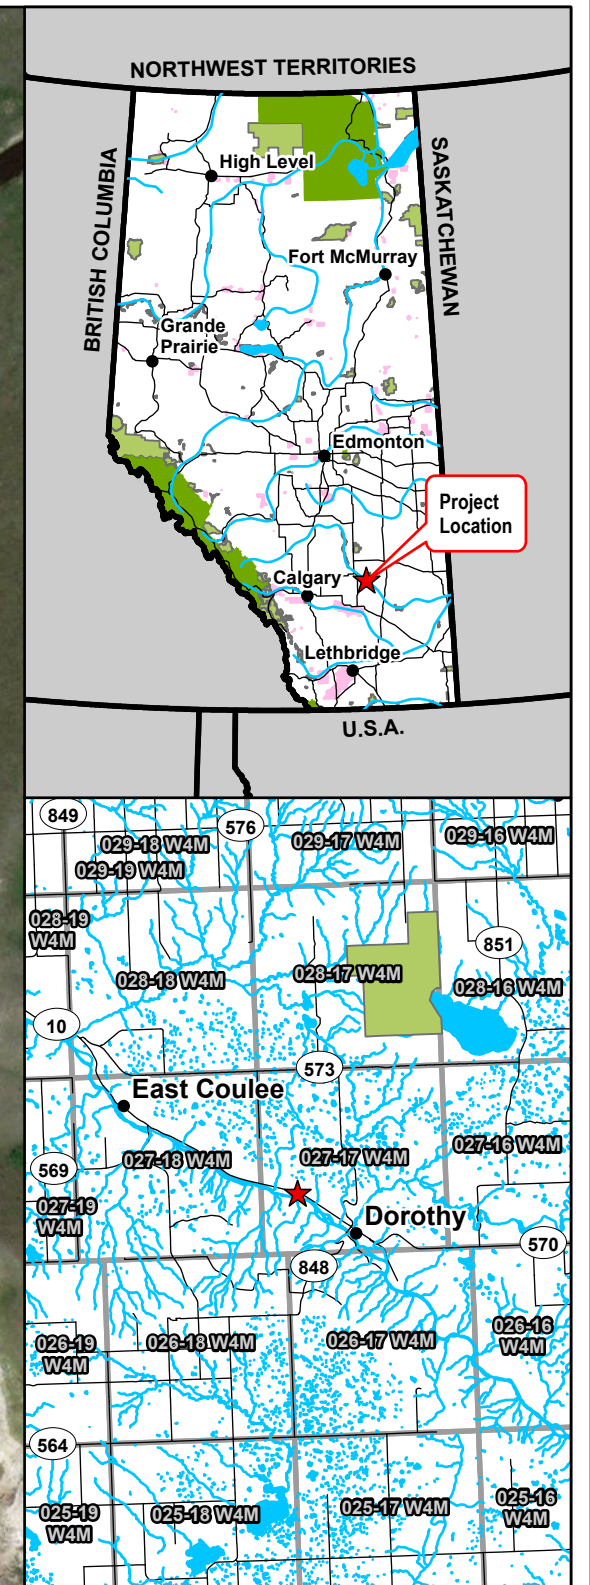 NORTHWEST TERRITORIES
BRITISH COLUMBIA
SASKATCHEWAN
High Level
Fort McMurray
Grande
Prairie
Edmonton
Project
Location
Calgary
Lethbridge
U.S.A.
849
576
029-18 W4M
029-17 W4M
029-16 W4M
029-19 W4M
028-19
W4M
851
028-18 W4M
028-17 W4M
028-16 W4M
10
573
East Coulee
027-18 W4M
027-17 W4M
027-16 W4M
569
027-19
W4M
Dorothy
570
848
026-19
W4M
026-18 W4M
026-17 W4M
026-16
W4M
564
025-19
W4M
025-18 W4M
025-17 W4M
025-16
W4M